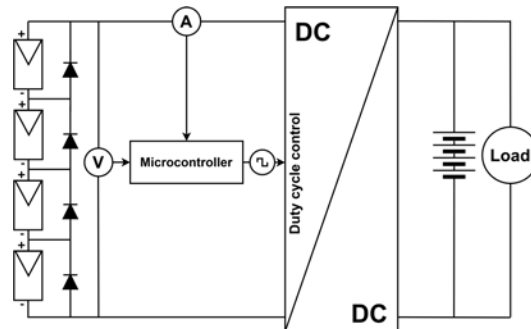 A
DC
+
-
+
-
+
-
+
-
V
Microcontroller
Duty cycle control
Load
DC